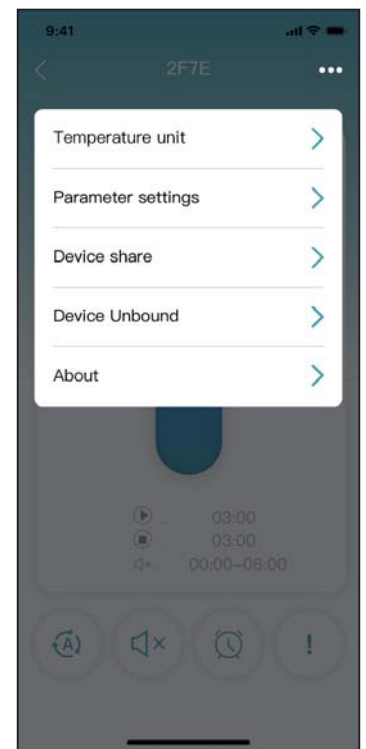 9:41
2F7E
Temperature unit
Parameter settings
Device share
Device Unbound
About
03:00
03:00
00:00-06:00
A
!